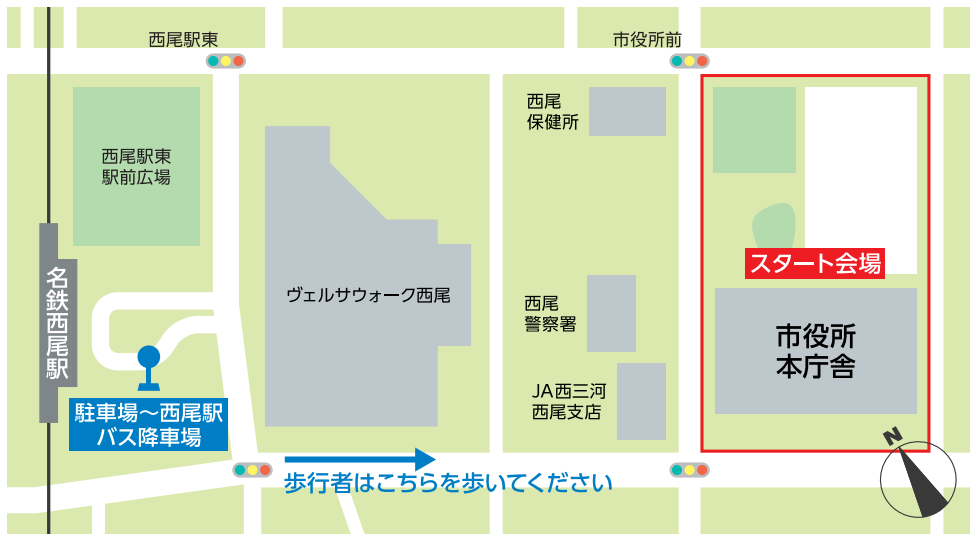 西尾駅東
市役所前
西尾
保健所
西尾駅東
駅前広場
スタート会場
名鉄西尾駅
ヴェルサウォーク西尾
西尾
警察署
市役所
本庁舎
JA西三河
西尾支店
駐車場～西尾駅
バス降車場
N
歩行者はこちらを歩いてください